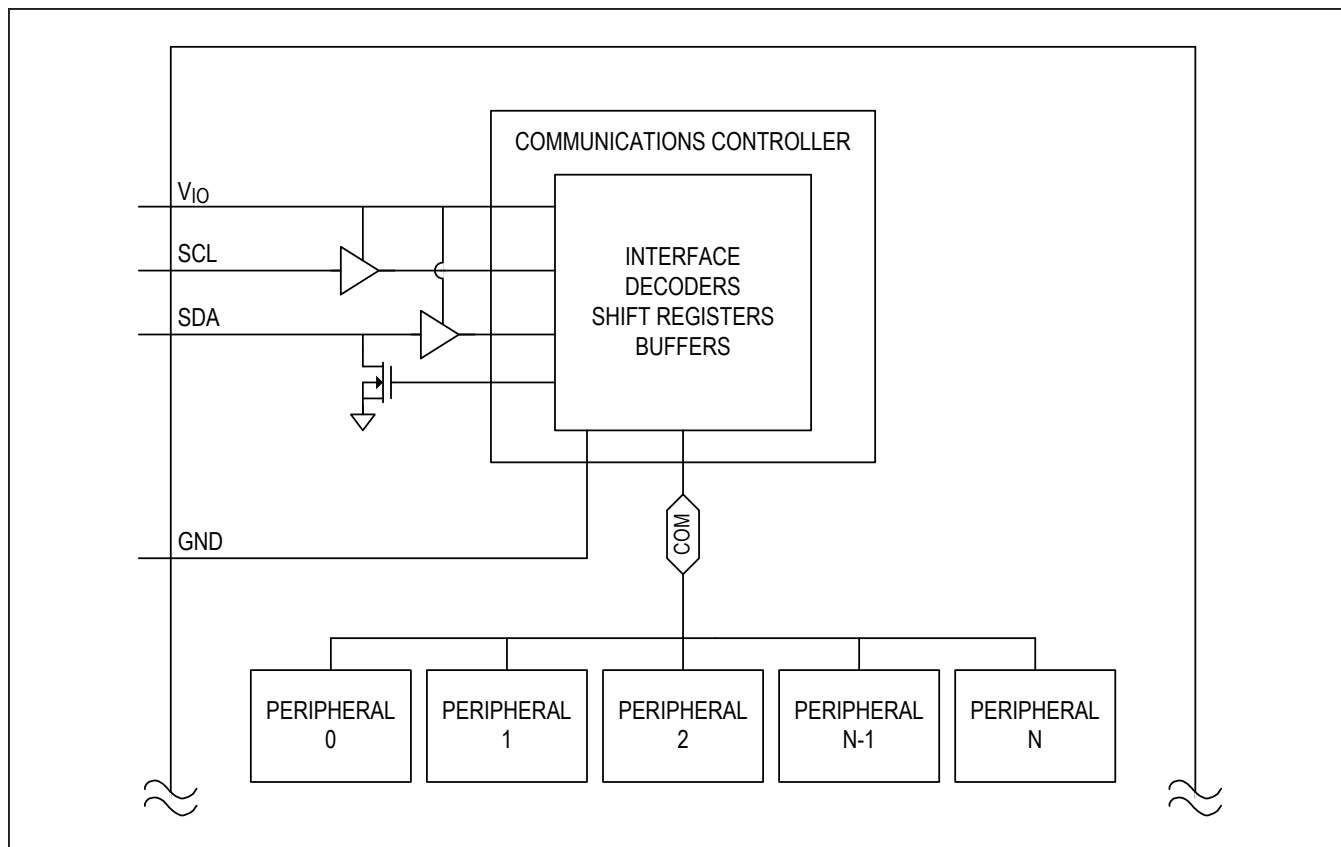 COMMUNICATIONS CONTROLLER
VIO
SCL
SDA
INTERFACE
DECODERS
SHIFT REGISTERS
BUFFERS
GND
COM
PERIPHERAL
0
PERIPHERAL
1
PERIPHERAL
2
PERIPHERAL
N-1
PERIPHERAL
N